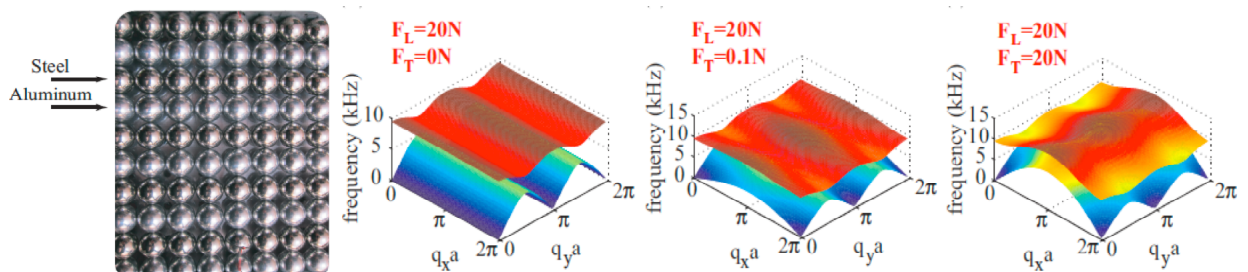 Steel
Aluminum
F_L=20N
F_T=0N
frequency (kHz)
10
5
0
0
π
2π
0
π
2π
q_xa
q_ya
F_L=20N
F_T=0.1N
frequency (kHz)
15
10
5
0
0
π
2π
0
π
2π
q_xa
q_ya
F_L=20N
F_T=20N
frequency (kHz)
15
10
5
0
0
π
2π
0
π
2π
q_xa
q_ya